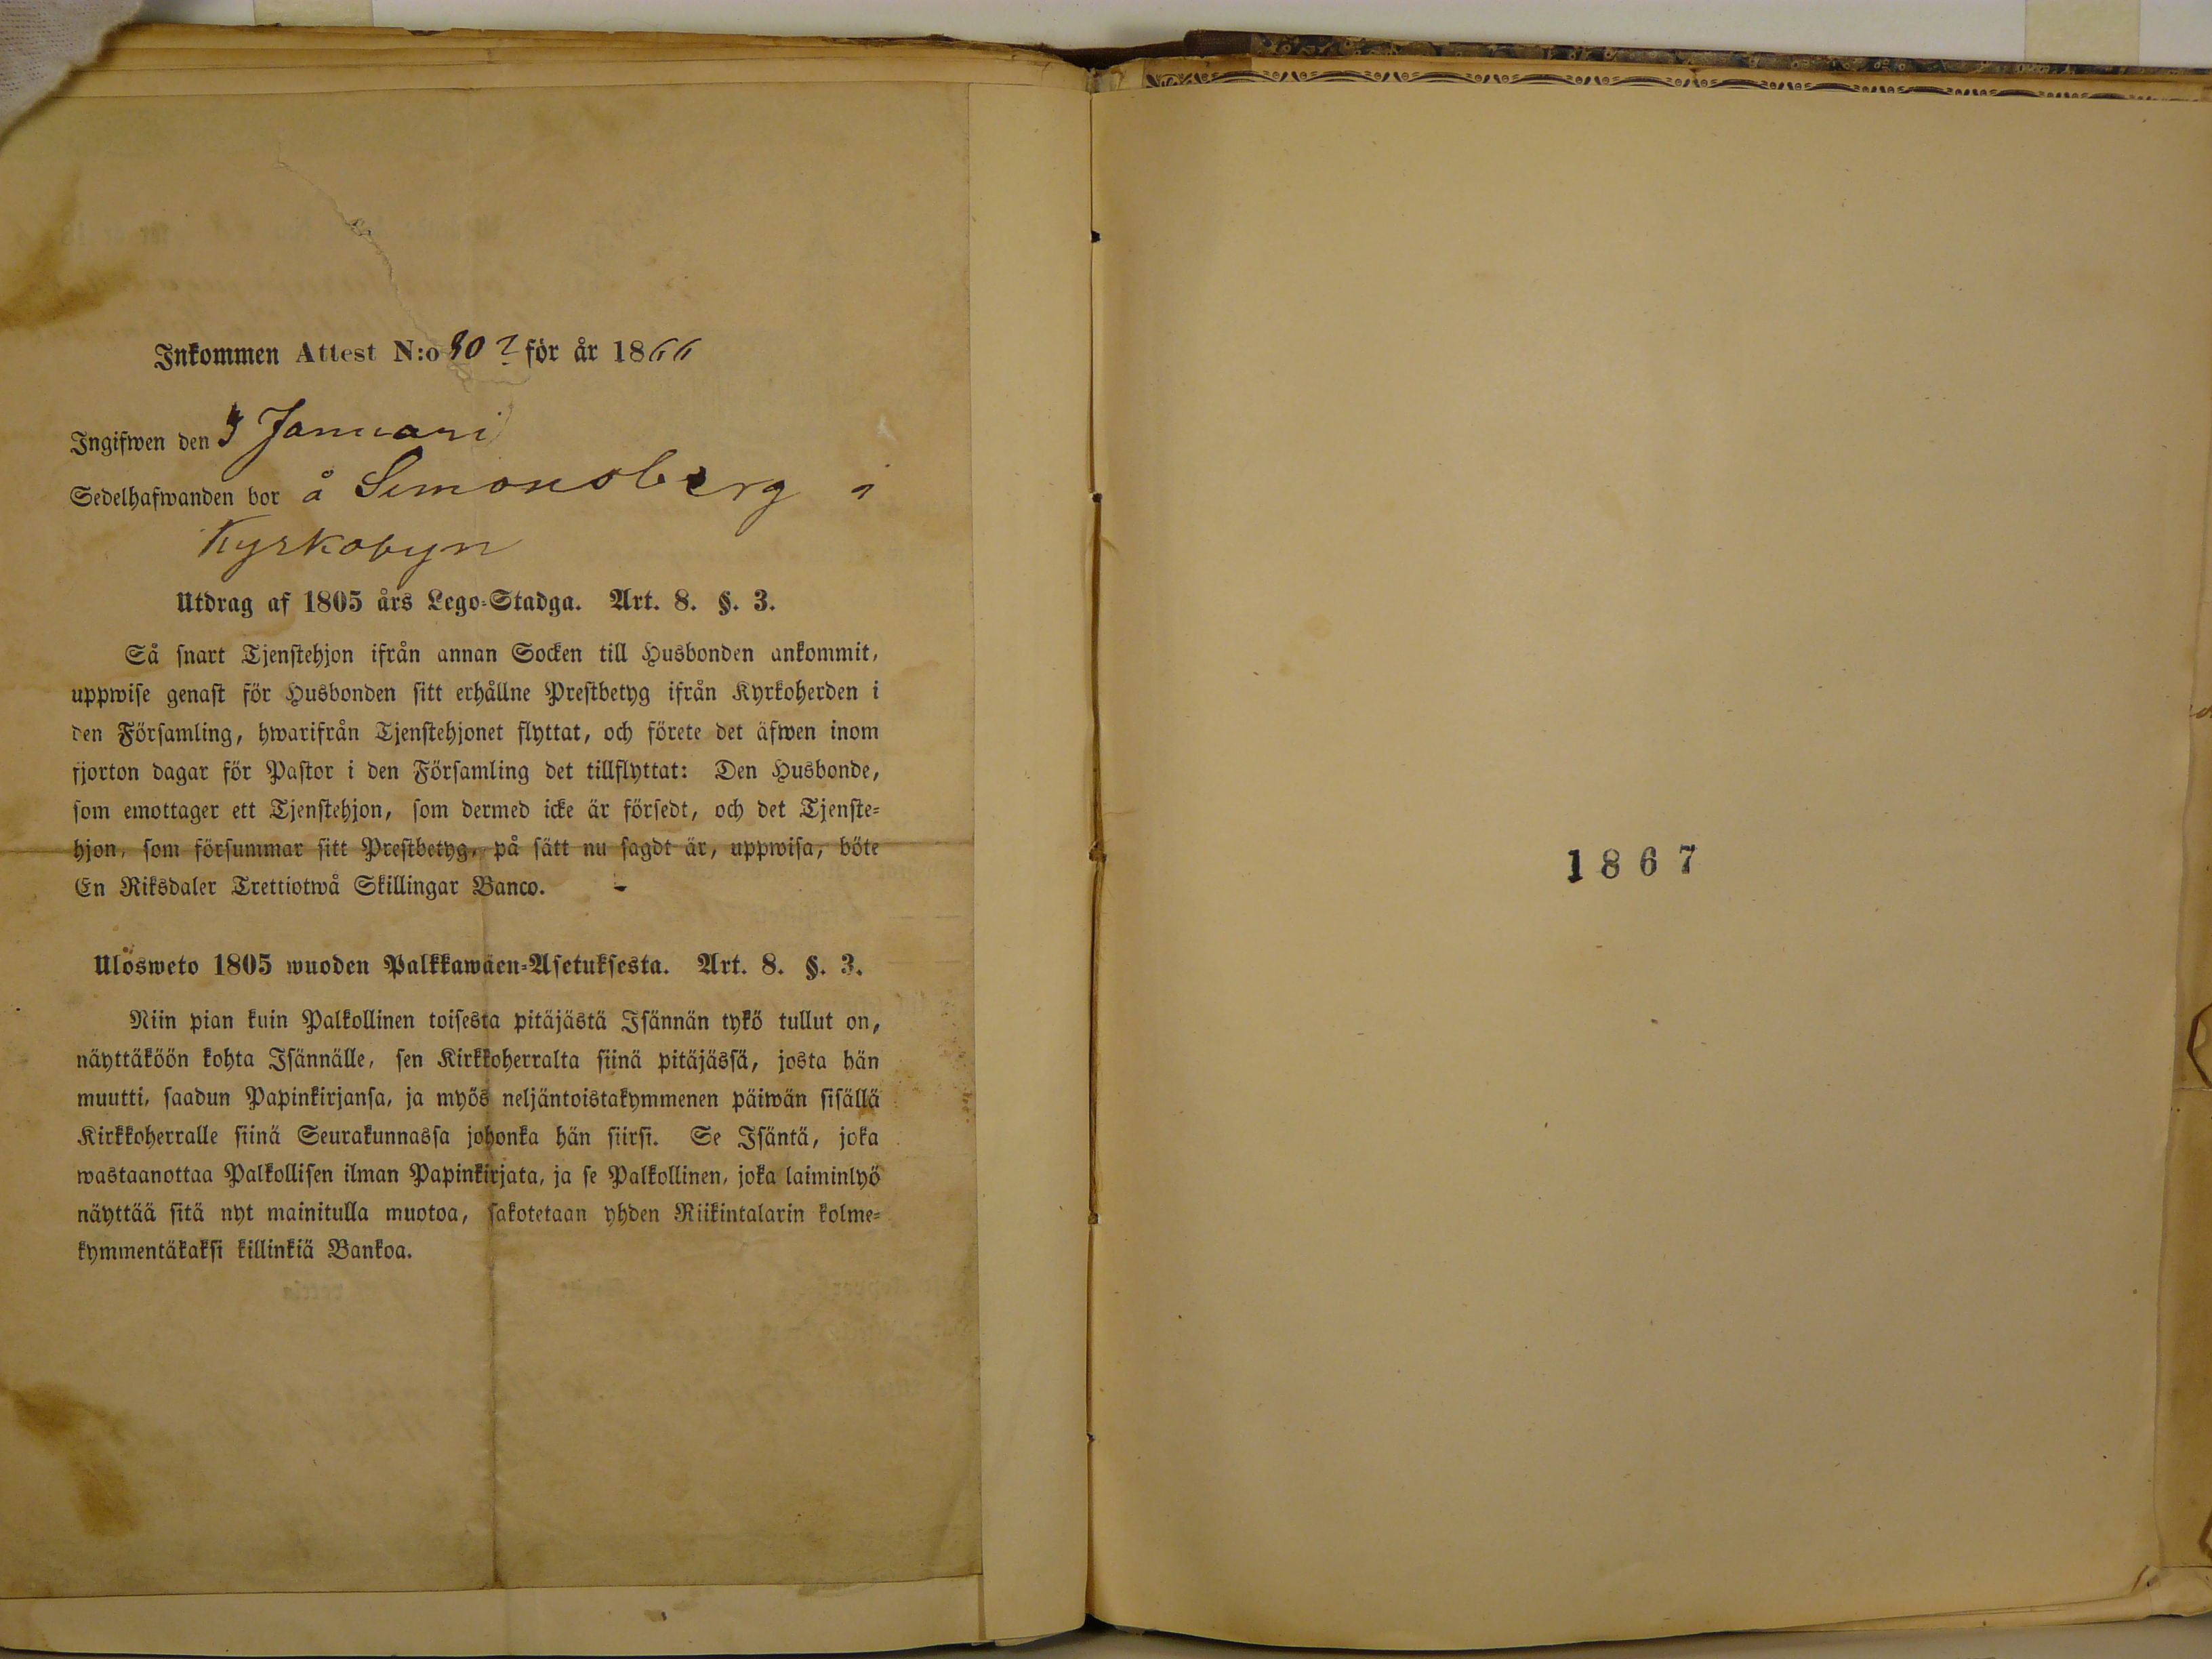 Inkommen Attest N:o 802 för år 1866
Ingifwen den 3 Januari
Sedelhafwanden bor å Simonsberg i
Kyrkobyn
Utdrag af 1805 års Lego-Stadga. Art. 8. §. 3.
Så snart Tjenstehjon ifrån annan Socken till Husbonden ankommit,
uppwise genast för Husbonden sitt erhållne Prestbetyg ifrån Kyrkoherden i
den Församling, hwarifrån Tjenstehjonet flyttat, och förete det äfwen inom
fjorton dagar för Pastor i den Församling det tillflyttat: Den Husbonde,
som emottager ett Tjenstehjon, som dermed icke är försedt, och det Tjenste-
hjon, som försummar sitt Prestbetyg, på sätt nu sagdt är, uppwisa, böte
En Riksdaler Trettiotwå Skillingar Banco.
Ulösweto 1805 wuoden Palkkawäen-Asetuksesta. Art. 8. §. 3.
Niin pian kuin Palkollinen toisesta pitäjästä Isännän tykö tullut on,
näyttäköön kohta Isännälle, sen Kirkkoherralta siinä pitäjässä, josta hän
muutti, saadun Papinkirjansa, ja myös neljäntoistakymmenen päiwän sisällä
Kirkkoherralle siinä Seurakunnassa johonka hän siirsi. Se Isäntä, joka
wastaanottaa Palkollisen ilman Papinkirjata, ja se Palkollinen, joka laiminlyö
näyttää sitä nyt mainitulla muotoa, sakotetaan yhden Riikintalarin kolme-
kymmentäkaksi killinkiä Bankoa.
1867